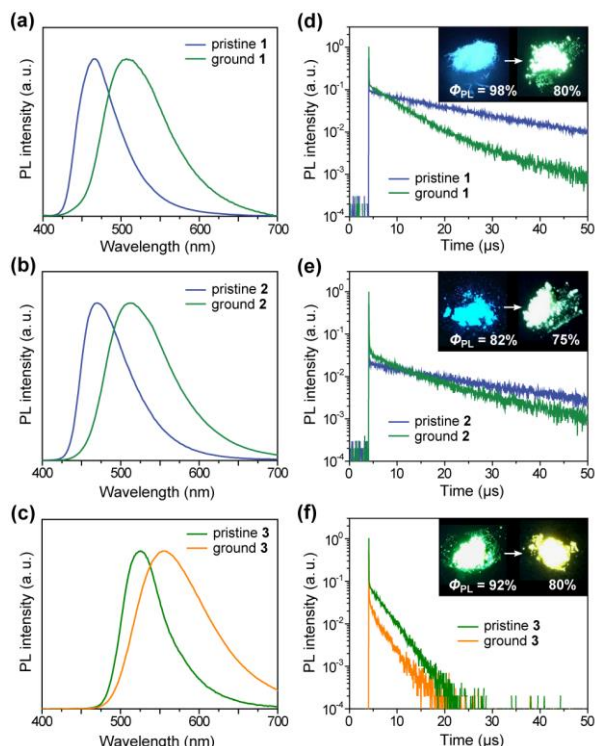 (a)
pristine 1
ground 1
PL intensity (a. u.)
400 500 600 700
Wavelength (nm)
(d)
10⁰
10⁻¹
10⁻²
10⁻³
10⁻⁴
PL intensity (a. u.)
Φ_PL = 98% 80%
pristine 1
ground 1
0 10 20 30 40 50
Time (μs)
(b)
pristine 2
ground 2
PL intensity (a. u.)
400 500 600 700
Wavelength (nm)
(e)
10⁰
10⁻¹
10⁻²
10⁻³
10⁻⁴
PL intensity (a. u.)
Φ_PL = 82% 75%
pristine 2
ground 2
0 10 20 30 40 50
Time (μs)
(c)
pristine 3
ground 3
PL intensity (a. u.)
400 500 600 700
Wavelength (nm)
(f)
10⁰
10⁻¹
10⁻²
10⁻³
10⁻⁴
PL intensity (a. u.)
Φ_PL = 92% 80%
pristine 3
ground 3
0 10 20 30 40 50
Time (μs)